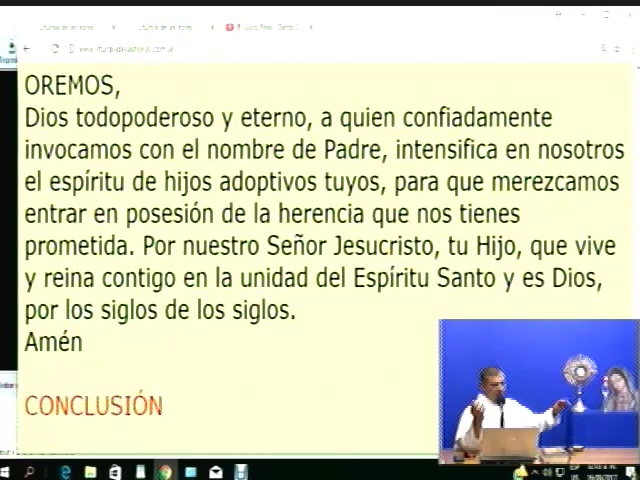 OREMOS,
Dios todopoderoso y eterno, a quien confiadamente
invocamos con el nombre de Padre, intensifica en nosotros
el espíritu de hijos adoptivos tuyos, para que merezcamos
entrar en posesión de la herencia que nos tienes
prometida. Por nuestro Señor Jesucristo, tu Hijo, que vive
y reina contigo en la unidad del Espíritu Santo y es Dios,
por los siglos de los siglos.
Amén
CONCLUSIÓN